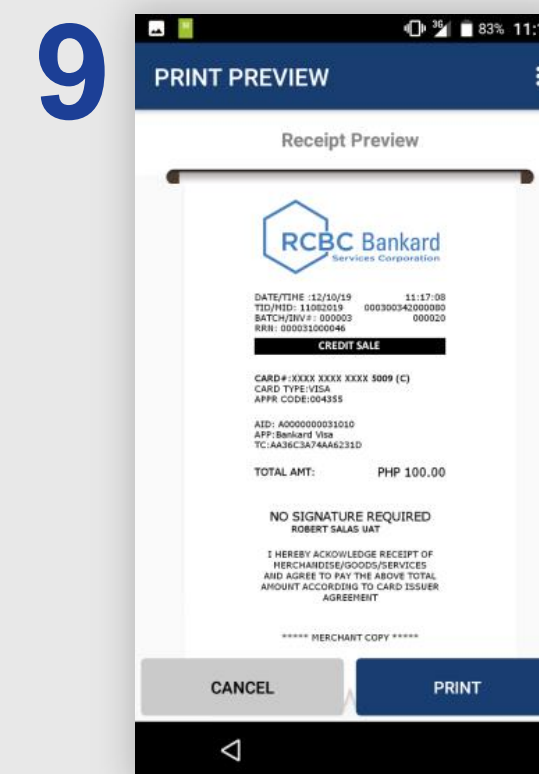 9
3G 83% 11:
PRINT PREVIEW
Receipt Preview
RCBC Bankard
Services Corporation
DATE/TIME :12/10/19 11:17:08
TID/MID: 11082019 000300342000080
BATCH/INV#: 000003 000020
RRN: 000031000046
CREDIT SALE
CARD#:XXXX XXXX XXXX 5009 (C)
CARD TYPE:VISA
APPR CODE:004355
AID: A0000000031010
APP:Bankard Visa
TC:AA36C3A74AA6231D
TOTAL AMT: PHP 100.00
NO SIGNATURE REQUIRED
ROBERT SALAS UAT
I HEREBY ACKOWLEDGE RECEIPT OF
MERCHANDISE/GOODS/SERVICES
AND AGREE TO PAY THE ABOVE TOTAL
AMOUNT ACCORDING TO CARD ISSUER
AGREEMENT
***** MERCHANT COPY *****
CANCEL PRINT